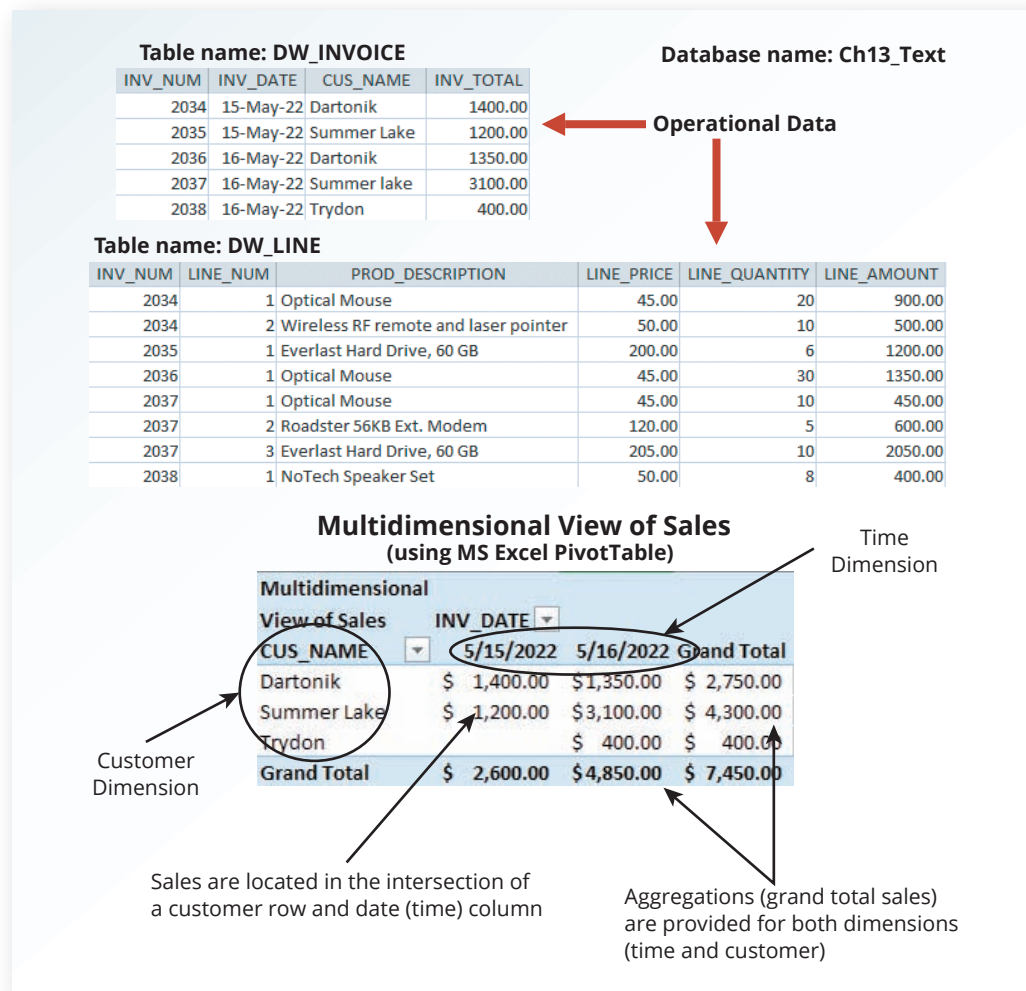 Table name: DW_INVOICE
Database name: Ch13_Text
INV_NUM INV_DATE CUS_NAME INV_TOTAL
2034 15-May-22 Dartonik 1400.00
2035 15-May-22 Summer Lake 1200.00
2036 16-May-22 Dartonik 1350.00
2037 16-May-22 Summer lake 3100.00
2038 16-May-22 Trydon 400.00
Operational Data
Table name: DW_LINE
INV_NUM LINE_NUM PROD_DESCRIPTION LINE_PRICE LINE_QUANTITY LINE_AMOUNT
2034 1 Optical Mouse 45.00 20 900.00
2034 2 Wireless RF remote and laser pointer 50.00 10 500.00
2035 1 Everlast Hard Drive, 60 GB 200.00 6 1200.00
2036 1 Optical Mouse 45.00 30 1350.00
2037 1 Optical Mouse 45.00 10 450.00
2037 2 Roadster 56KB Ext. Modem 120.00 5 600.00
2037 3 Everlast Hard Drive, 60 GB 205.00 10 2050.00
2038 1 NoTech Speaker Set 50.00 8 400.00
Multidimensional View of Sales
(using MS Excel PivotTable)
Time
Dimension
Multidimensional
View of Sales INV_DATE
CUS_NAME 5/15/2022 5/16/2022 Grand Total
Dartonik $ 1,400.00 $1,350.00 $ 2,750.00
Summer Lake $ 1,200.00 $3,100.00 $ 4,300.00
Trydon $ 400.00 $ 400.00
Grand Total $ 2,600.00 $4,850.00 $ 7,450.00
Customer
Dimension
Sales are located in the intersection of
a customer row and date (time) column
Aggregations (grand total sales)
are provided for both dimensions
(time and customer)